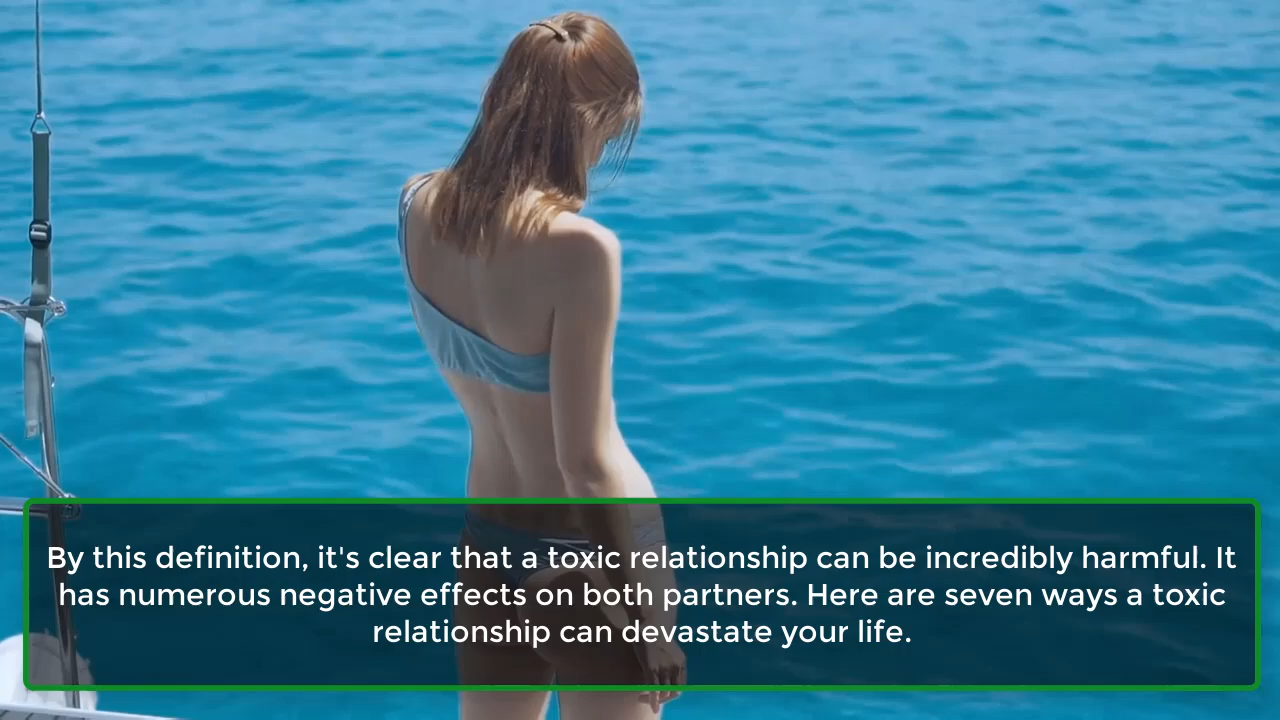 By this definition, it's clear that a toxic relationship can be incredibly harmful. It
has numerous negative effects on both partners. Here are seven ways a toxic
relationship can devastate your life.